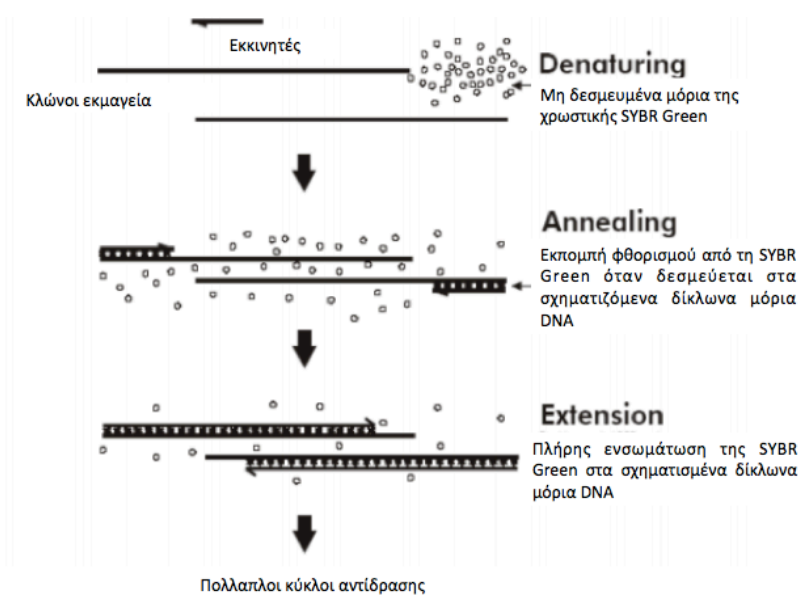 Εκκινητές
Denaturing
Κλώνοι εκμαγεία
Μη δεσμευμένα μόρια της
χρωστικής SYBR Green
Annealing
Εκπομπή φθορισμού από τη SYBR
Green όταν δεσμεύεται στα
σχηματιζόμενα δίκλωνα μόρια
DNA
Extension
Πλήρης ενσωμάτωση της SYBR
Green στα σχηματισμένα δίκλωνα
μόρια DNA
Πολλαπλοι κύκλοι αντίδρασης